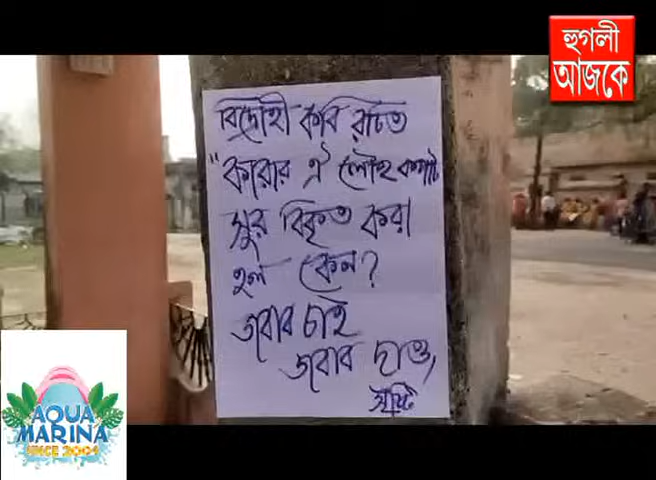 হুগলী
আজকে
বিদ্রোহী কবি রচিত
"কারার ঐ লৌহ কপাট
সুর বিকৃত করা
হল কেন?
জবাব চাই
জবাব দাও,
সৃষ্টি
AQUA
MARINA
SINCE 2004